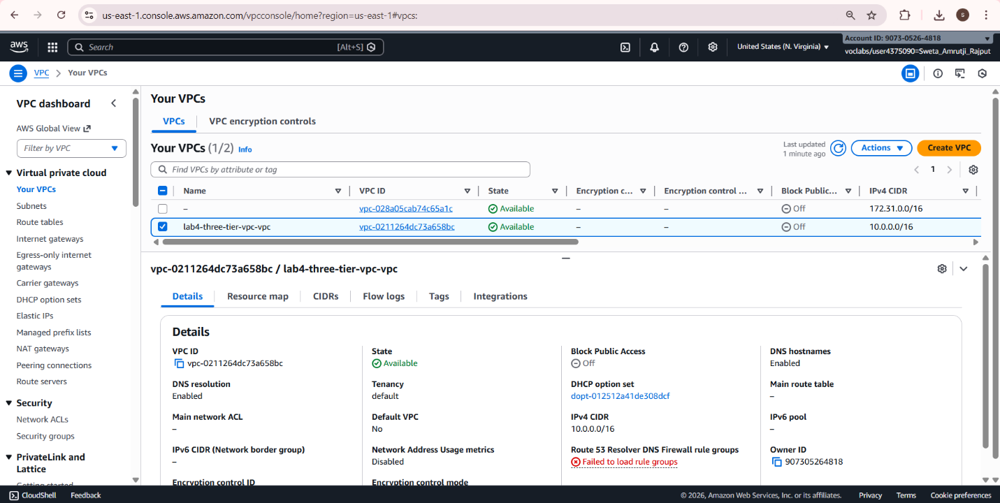 us-east-1.console.aws.amazon.com/vpcconsole/home?region=us-east-1#vpcs:
S
aws
Search
[Alt+S]
United States (N. Virginia)
Account ID: 9073-0526-4818
voclabs/user4375090=Sweta_Amrutji_Rajput
VPC
Your VPCs
VPC dashboard
AWS Global View
Filter by VPC
Virtual private cloud
Your VPCs
Subnets
Route tables
Internet gateways
Egress-only internet
gateways
Carrier gateways
DHCP option sets
Elastic IPs
Managed prefix lists
NAT gateways
Peering connections
Route servers
Security
Network ACLs
Security groups
PrivateLink and
Lattice
Getting started
Your VPCs
VPCs
VPC encryption controls
Your VPCs (1/2) Info
Last updated
1 minute ago
Actions
Create VPC
Find VPCs by attribute or tag
1
Name VPC ID State Encryption c... Encryption control ... Block Public... IPv4 CIDR
– vpc-028a05cab74c65a1c Available – – Off 172.31.0.0/16
lab4-three-tier-vpc-vpc vpc-0211264dc73a658bc Available – – Off 10.0.0.0/16
vpc-0211264dc73a658bc / lab4-three-tier-vpc-vpc
Details Resource map CIDRs Flow logs Tags Integrations
Details
VPC ID
vpc-0211264dc73a658bc
State
Available
Block Public Access
Off
DNS hostnames
Enabled
DNS resolution
Enabled
Tenancy
default
DHCP option set
dopt-012512a41de308dcf
Main route table
–
Main network ACL
–
Default VPC
No
IPv4 CIDR
10.0.0.0/16
IPv6 pool
–
IPv6 CIDR (Network border group)
–
Network Address Usage metrics
Disabled
Route 53 Resolver DNS Firewall rule groups
Failed to load rule groups
Owner ID
907305264818
Encryption control ID
Encryption control mode
CloudShell
Feedback
© 2026, Amazon Web Services, Inc. or its affiliates.
Privacy
Terms
Cookie preferences